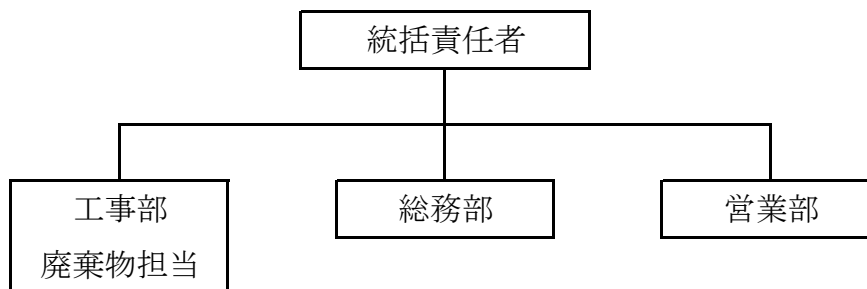 統括責任者
工事部
廃棄物担当
総務部
営業部